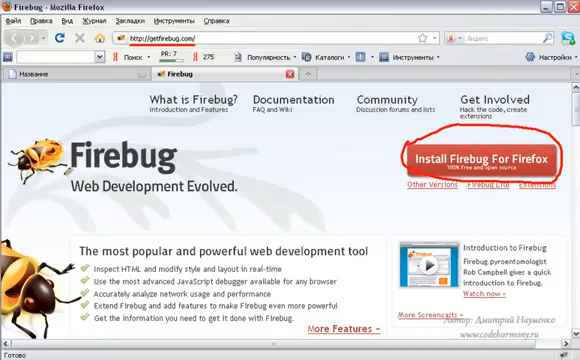 Firebug - Mozilla Firefox
Файл Правка Вид Журнал Закладки Инструменты Справка
http://getfirebug.com/
Яндекс
Поиск PR: 7 275 Популярность Каталоги Инструменты Настройки
Название Firebug
What is Firebug? Documentation Community Get Involved
Introduction and Features FAQ and Wiki Discussion forums and lists Hack the code, create
extensions
Firebug
Web Development Evolved.
Install Firebug For Firefox
100% free and open source
Other Versions Firebug Lite Extensions
The most popular and powerful web development tool
Inspect HTML and modify style and layout in real-time
Use the most advanced JavaScript debugger available for any browser
Accurately analyze network usage and performance
Extend Firebug and add features to make Firebug even more powerful
Get the information you need to get it done with Firebug.
More Features »
Introduction to Firebug
Firebug pyroentomologist
Rob Campbell gives a quick
introduction to Firebug.
Watch now »
More Screencasts »
Автор: Дмитрий Науменко
www.codeharmony.ru
Готово